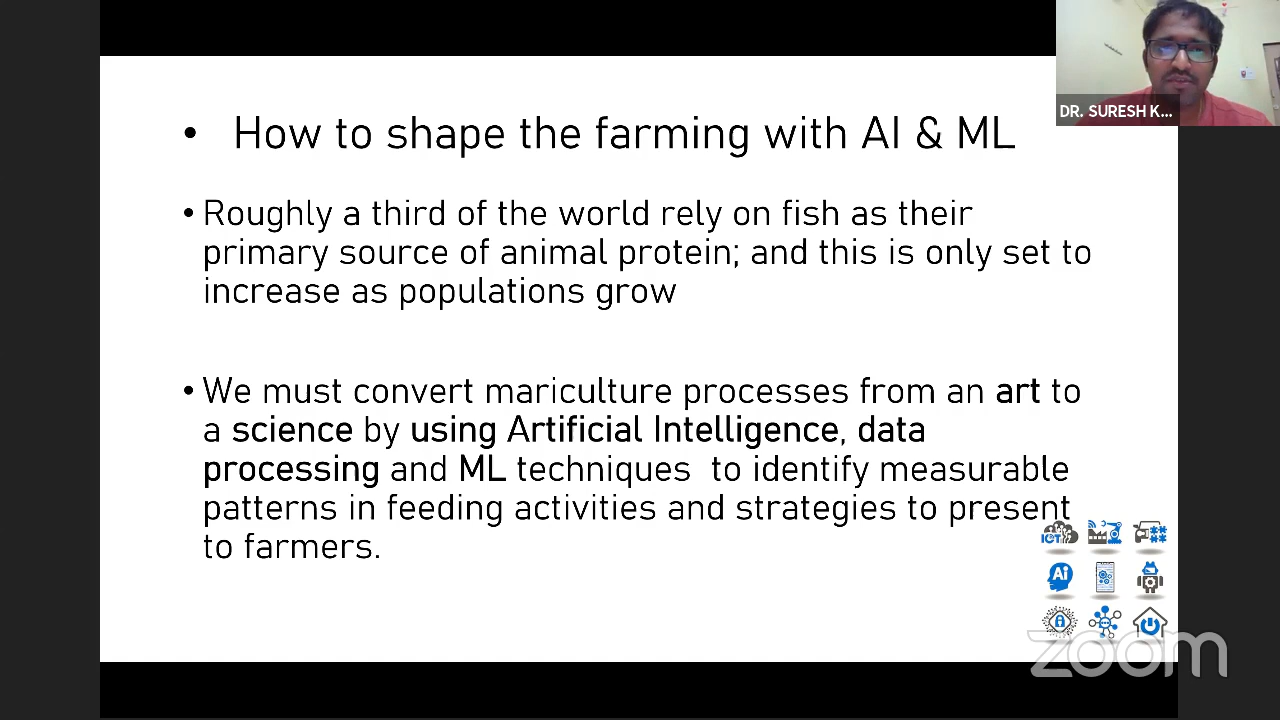 DR. SURESH K...
• How to shape the farming with AI & ML
• Roughly a third of the world rely on fish as their
primary source of animal protein; and this is only set to
increase as populations grow
• We must convert mariculture processes from an art to
a science by using Artificial Intelligence, data
processing and ML techniques to identify measurable
patterns in feeding activities and strategies to present
to farmers.
Ai
zoom